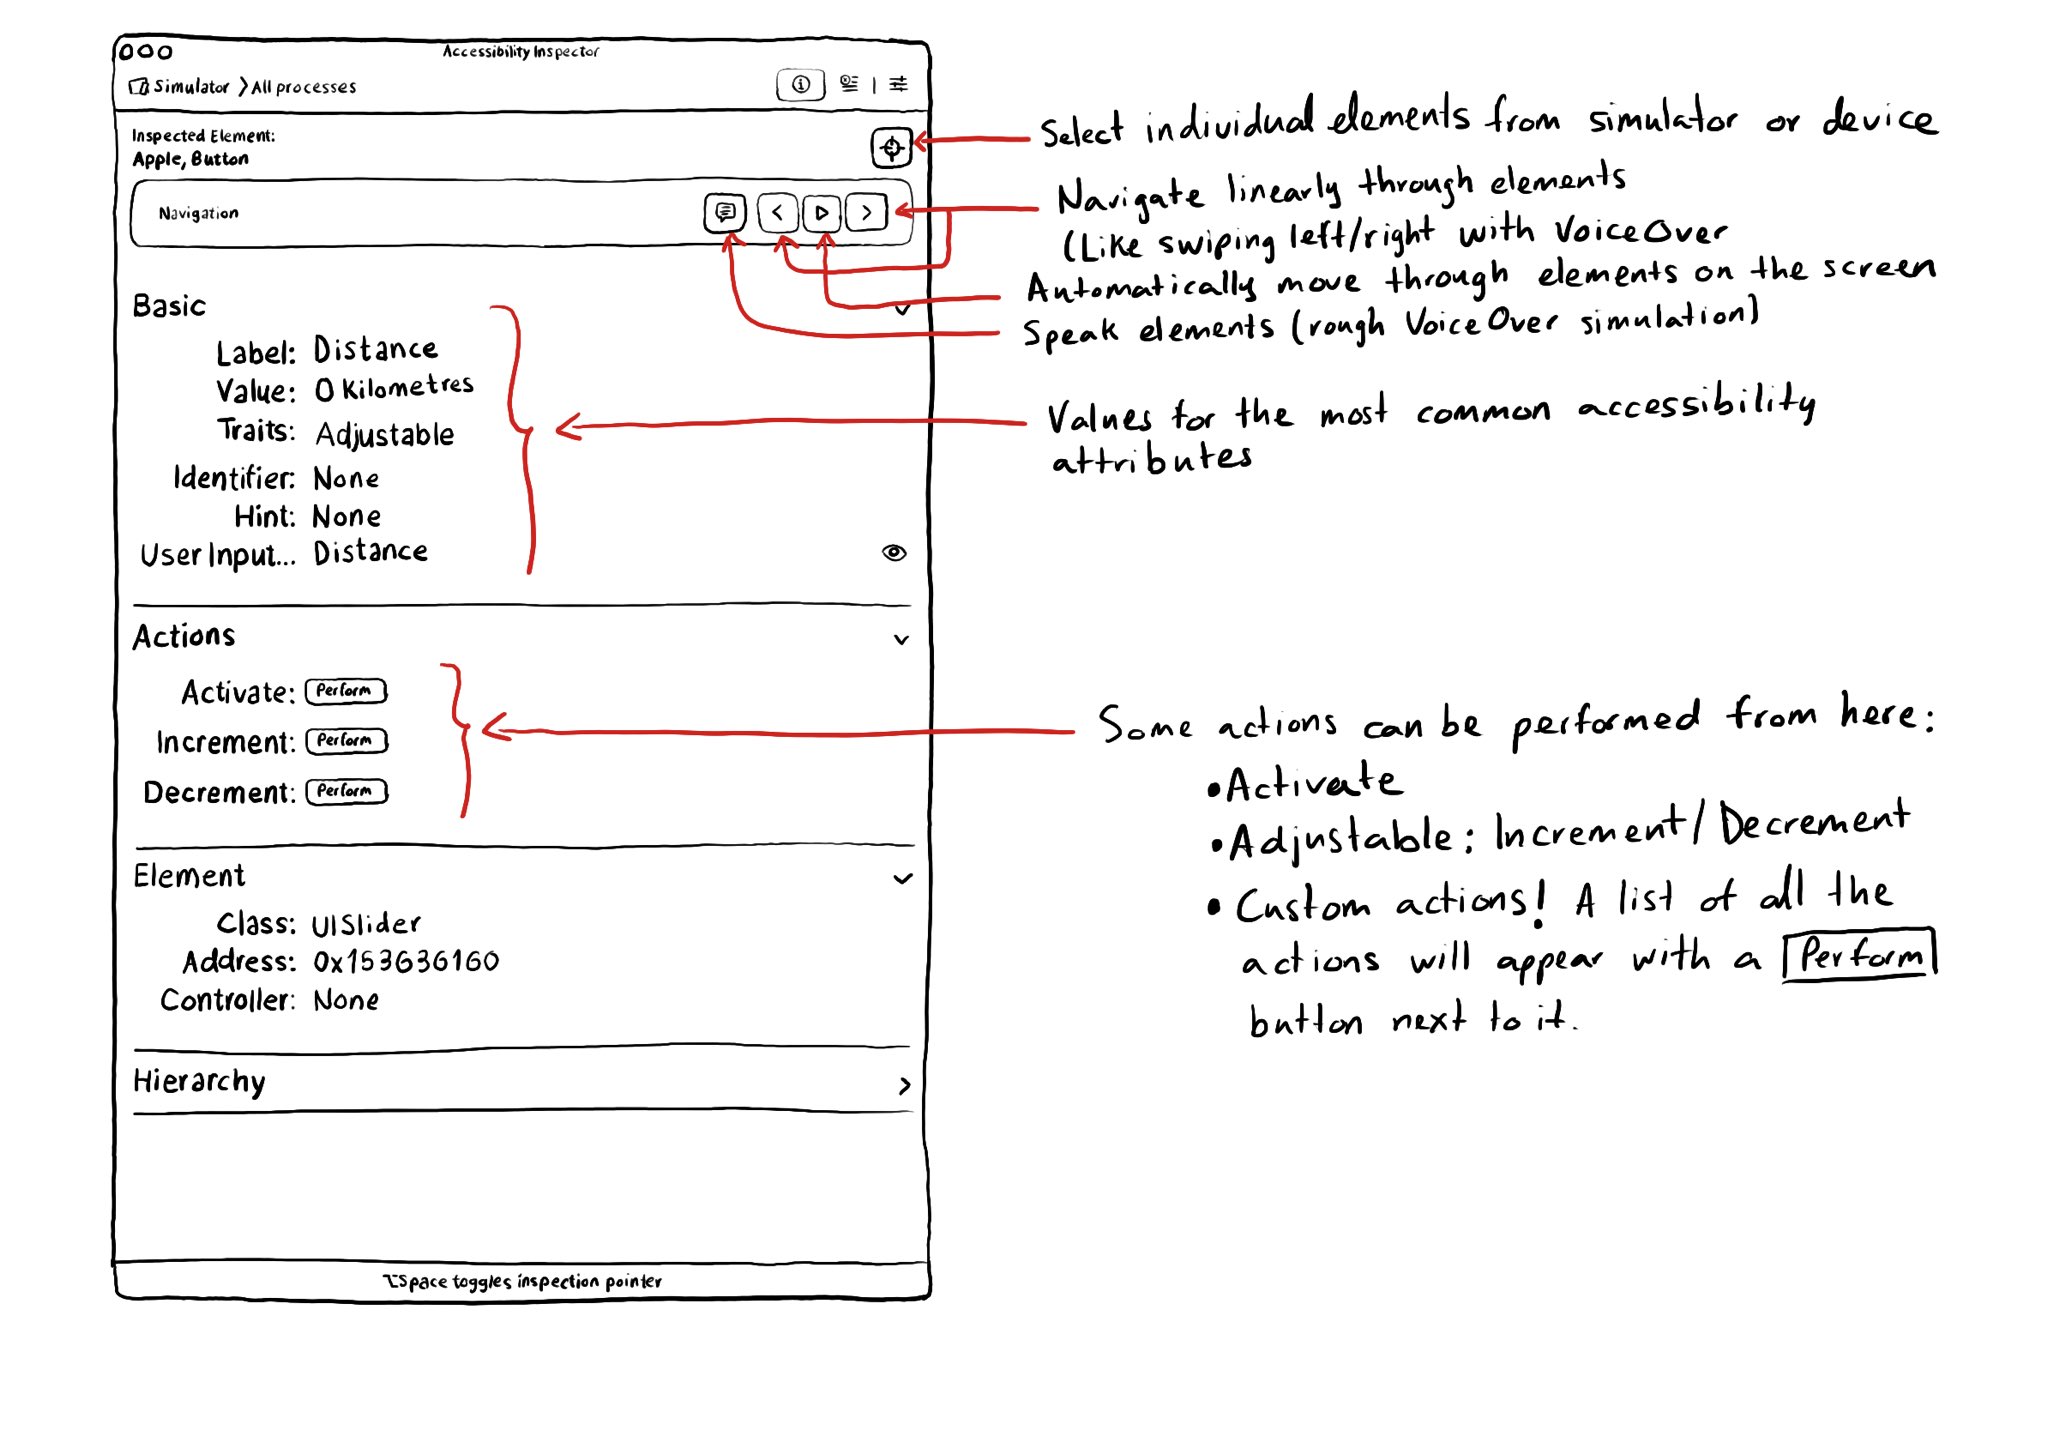 Accessibility Inspector
Simulator > All processes
Inspected Element:
Apple, Button
Navigation
Select individual elements from simulator or device
Navigate linearly through elements
(Like swiping left/right with VoiceOver
Automatically move through elements on the screen
Speak elements (rough VoiceOver simulation)
Basic
Label: Distance
Value: 0 Kilometres
Traits: Adjustable
Identifier: None
Hint: None
User Input... Distance
Values for the most common accessibility
attributes
Actions
Activate: Perform
Increment: Perform
Decrement: Perform
Some actions can be performed from here:
• Activate
• Adjustable: Increment/Decrement
• Custom actions! A list of all the
actions will appear with a Perform
button next to it.
Element
Class: UISlider
Address: 0x153636160
Controller: None
Hierarchy
⌥Space toggles inspection pointer